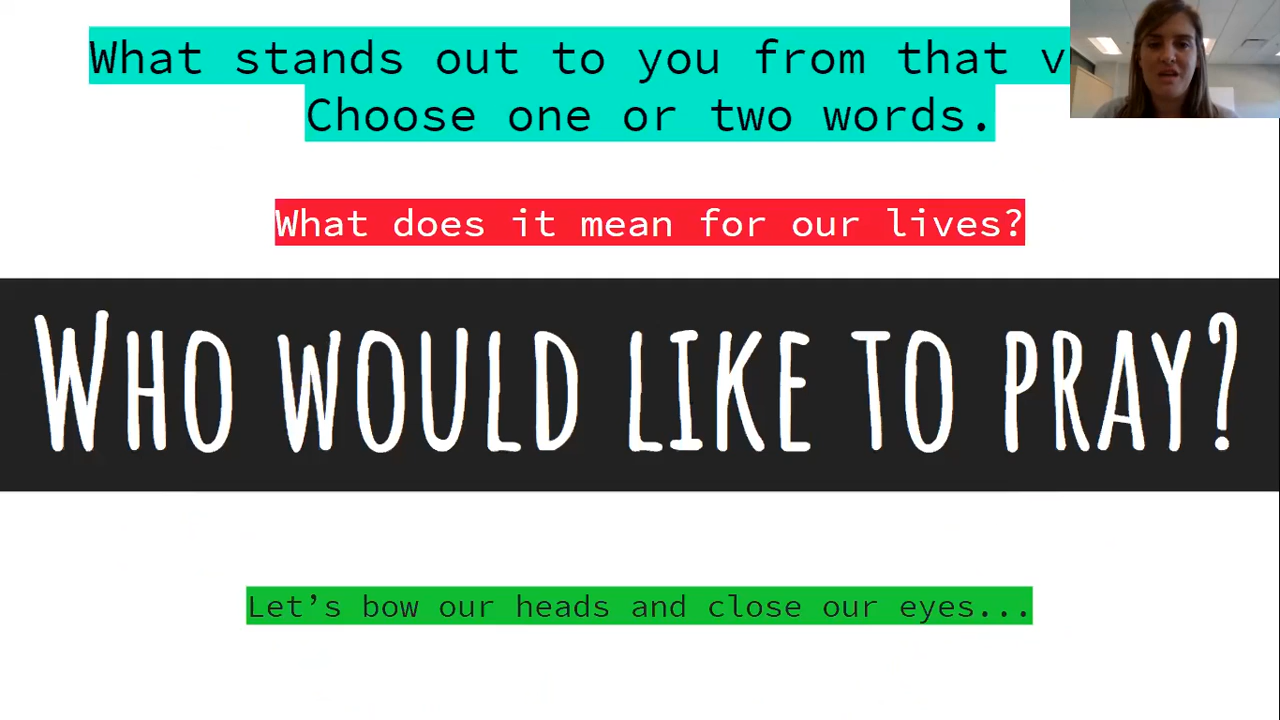 What stands out to you from that v
Choose one or two words.
What does it mean for our lives?
Who would like to pray?
Let’s bow our heads and close our eyes...